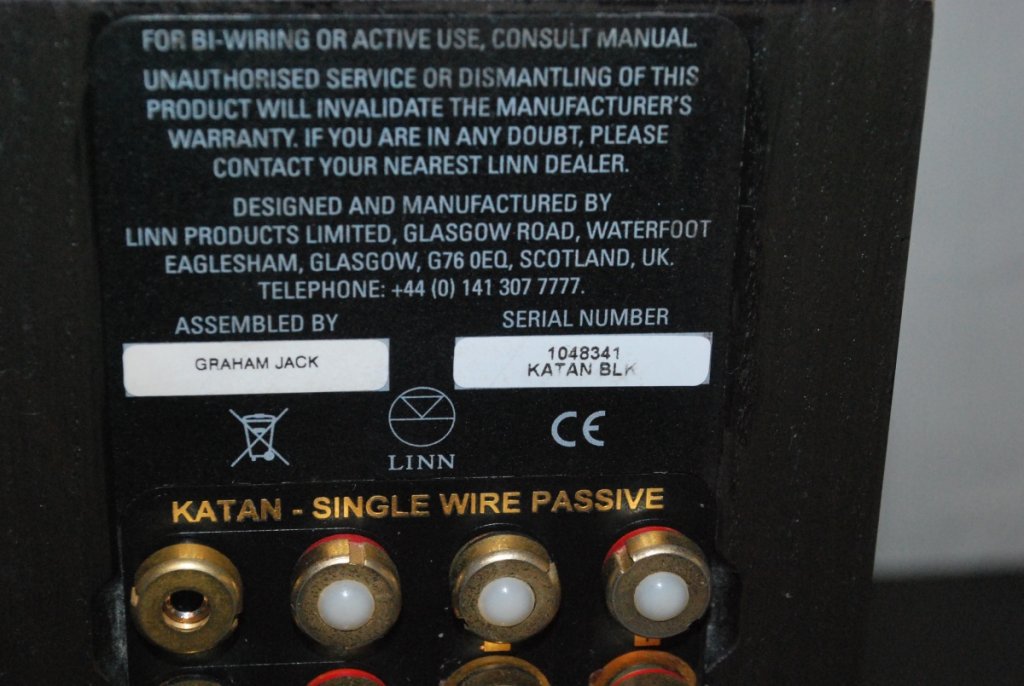 FOR BI-WIRING OR ACTIVE USE, CONSULT MANUAL.
UNAUTHORISED SERVICE OR DISMANTLING OF THIS
PRODUCT WILL INVALIDATE THE MANUFACTURER'S
WARRANTY. IF YOU ARE IN ANY DOUBT, PLEASE
CONTACT YOUR NEAREST LINN DEALER.
DESIGNED AND MANUFACTURED BY
LINN PRODUCTS LIMITED, GLASGOW ROAD, WATERFOOT
EAGLESHAM, GLASGOW, G76 0EQ, SCOTLAND, UK.
TELEPHONE: +44 (0) 141 307 7777.
ASSEMBLED BY
GRAHAM JACK
SERIAL NUMBER
1048341
KATAN BLK
LINN
CE
KATAN - SINGLE WIRE PASSIVE